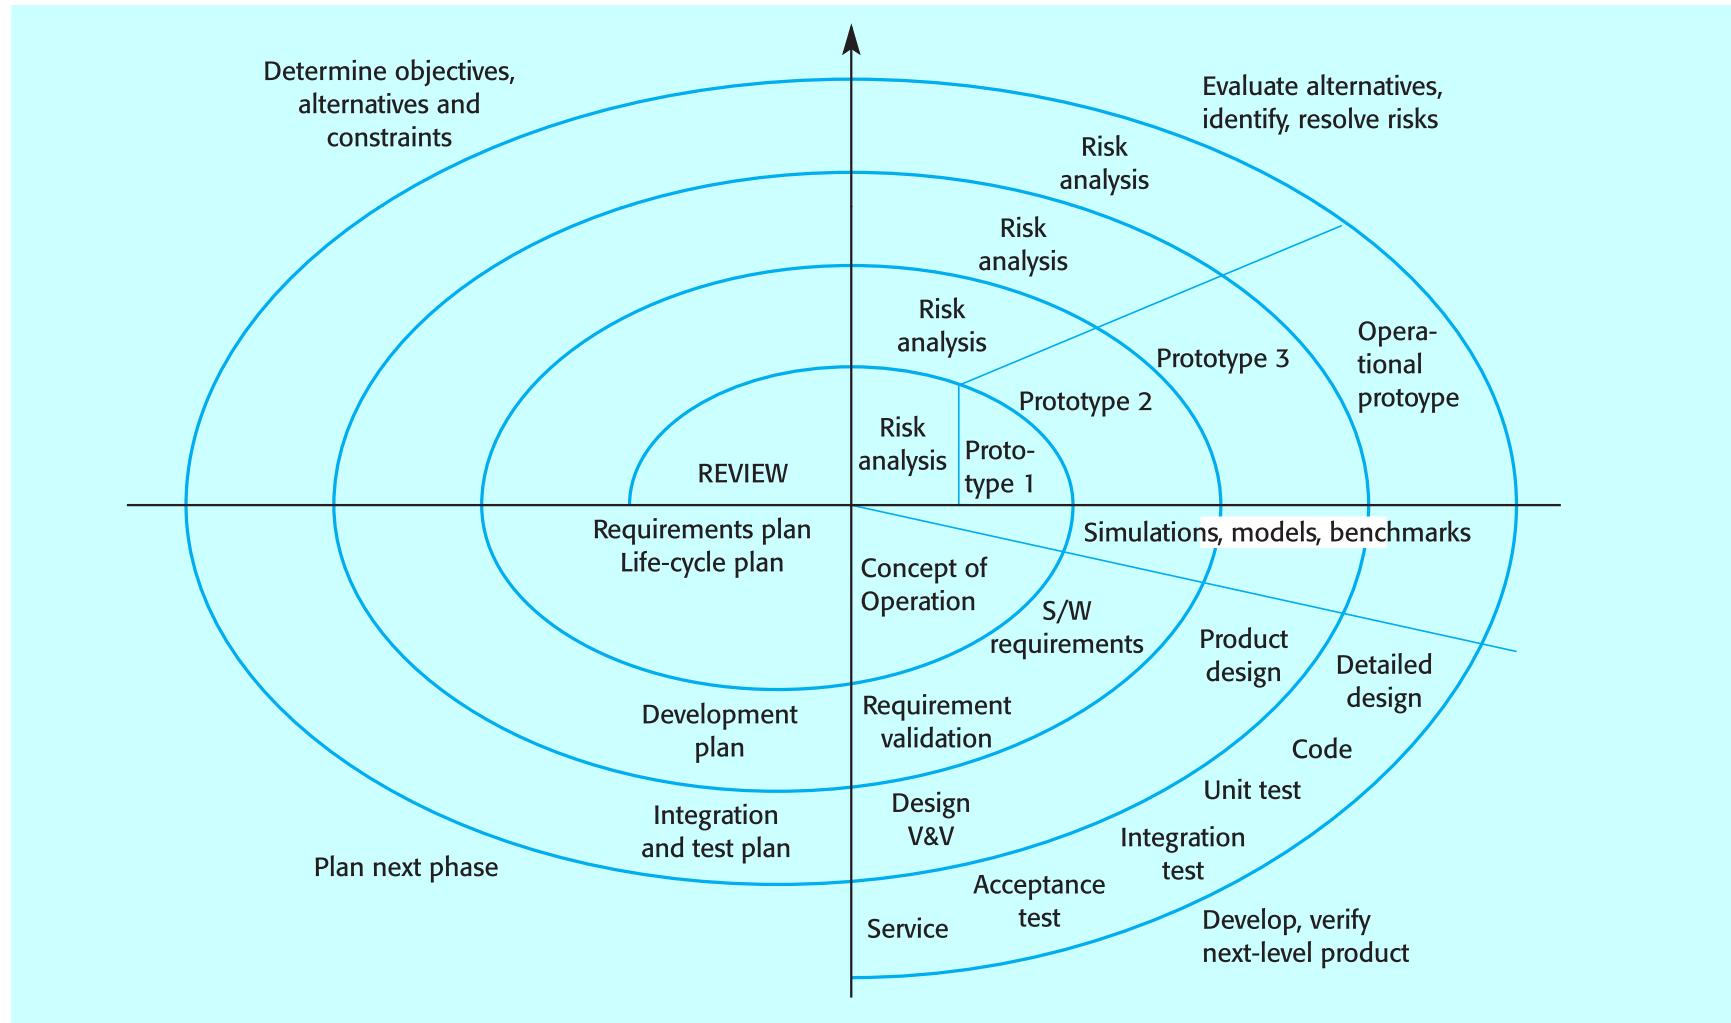 Determine objectives,
alternatives and
constraints
Evaluate alternatives,
identify, resolve risks
Risk
analysis
Risk
analysis
Risk
analysis
Risk
analysis
Opera-
tional
protoype
Prototype 3
Prototype 2
Proto-
type 1
REVIEW
Requirements plan
Life-cycle plan
Simulations, models, benchmarks
Concept of
Operation
S/W
requirements
Product
design
Detailed
design
Development
plan
Requirement
validation
Code
Unit test
Integration
and test plan
Design
V&V
Integration
test
Plan next phase
Acceptance
test
Service
Develop, verify
next-level product